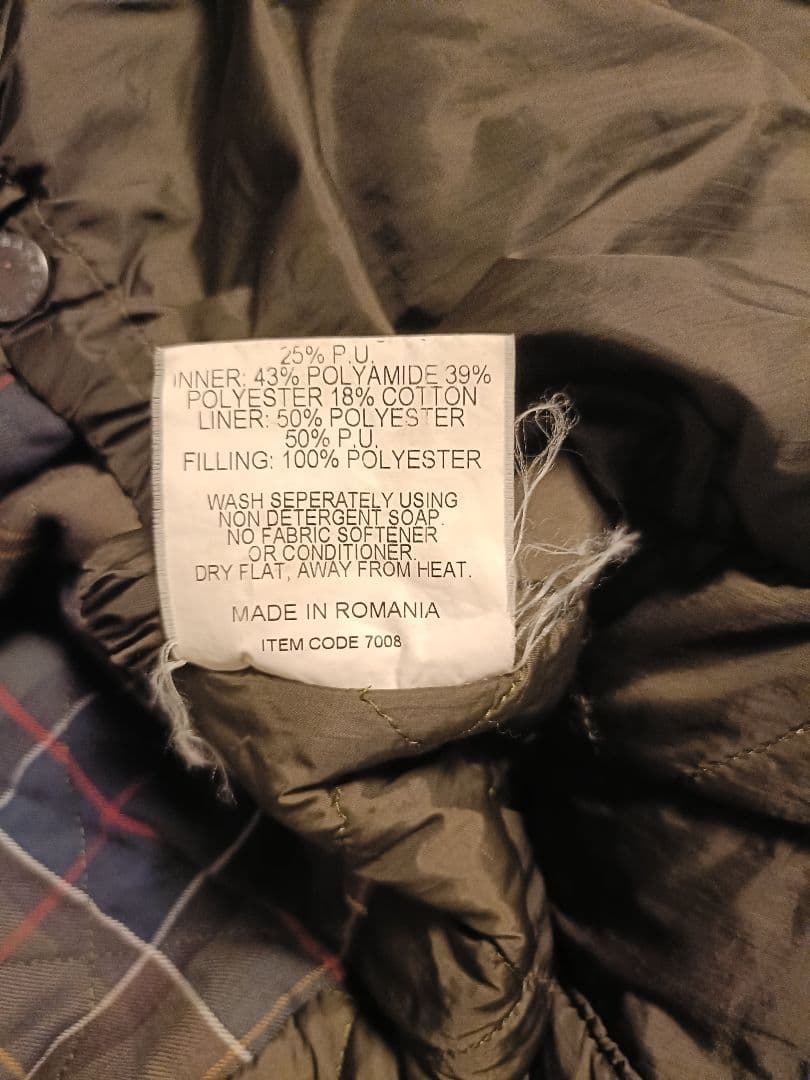 25% P.U.
INNER: 43% POLYAMIDE 39%
POLYESTER 18% COTTON
LINER: 50% POLYESTER
50% P.U.
FILLING: 100% POLYESTER
WASH SEPERATELY USING
NON DETERGENT SOAP.
NO FABRIC SOFTENER
OR CONDITIONER.
DRY FLAT, AWAY FROM HEAT.
MADE IN ROMANIA
ITEM CODE 7008